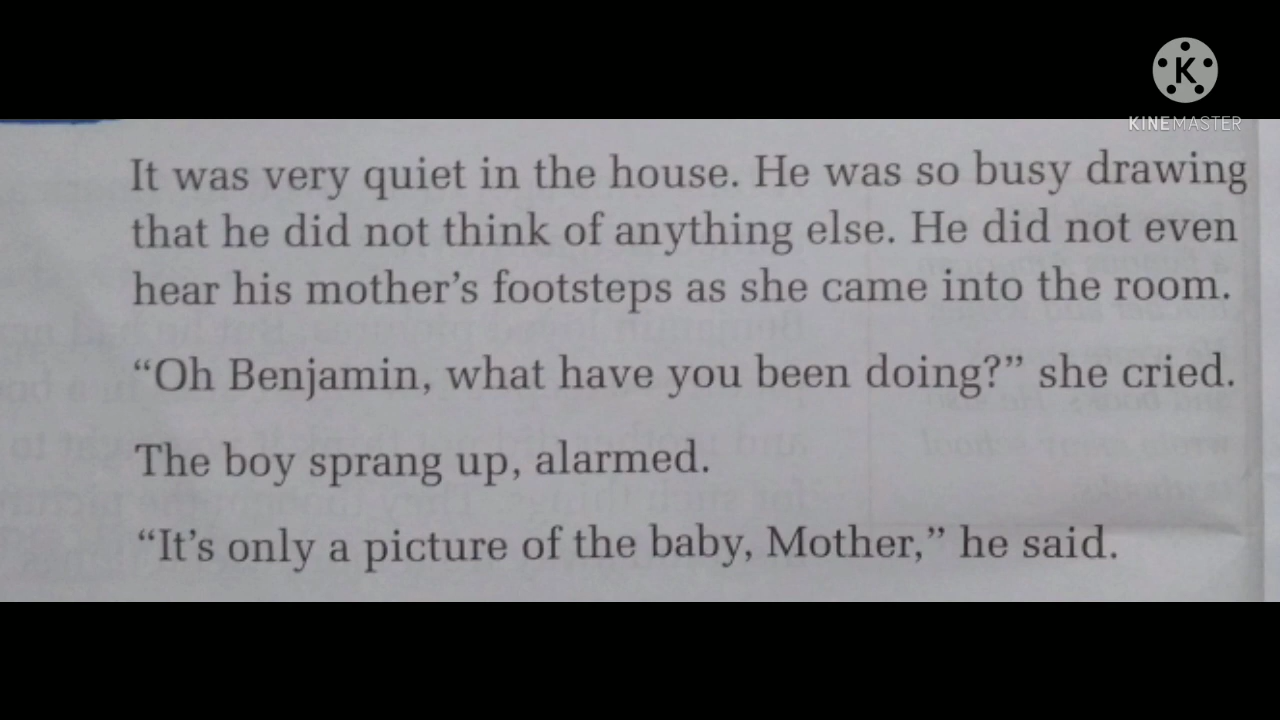 K
KINEMASTER
It was very quiet in the house. He was so busy drawing
that he did not think of anything else. He did not even
hear his mother's footsteps as she came into the room.
“Oh Benjamin, what have you been doing?” she cried.
The boy sprang up, alarmed.
“It's only a picture of the baby, Mother,” he said.